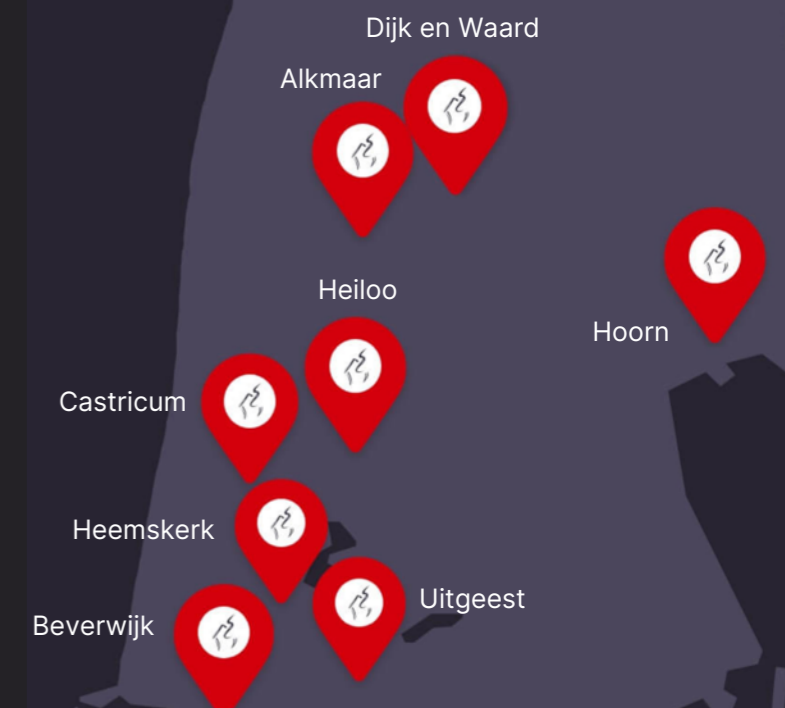 Dijk en Waard
Alkmaar
Heiloo
Hoorn
Castricum
Heemskerk
Uitgeest
Beverwijk